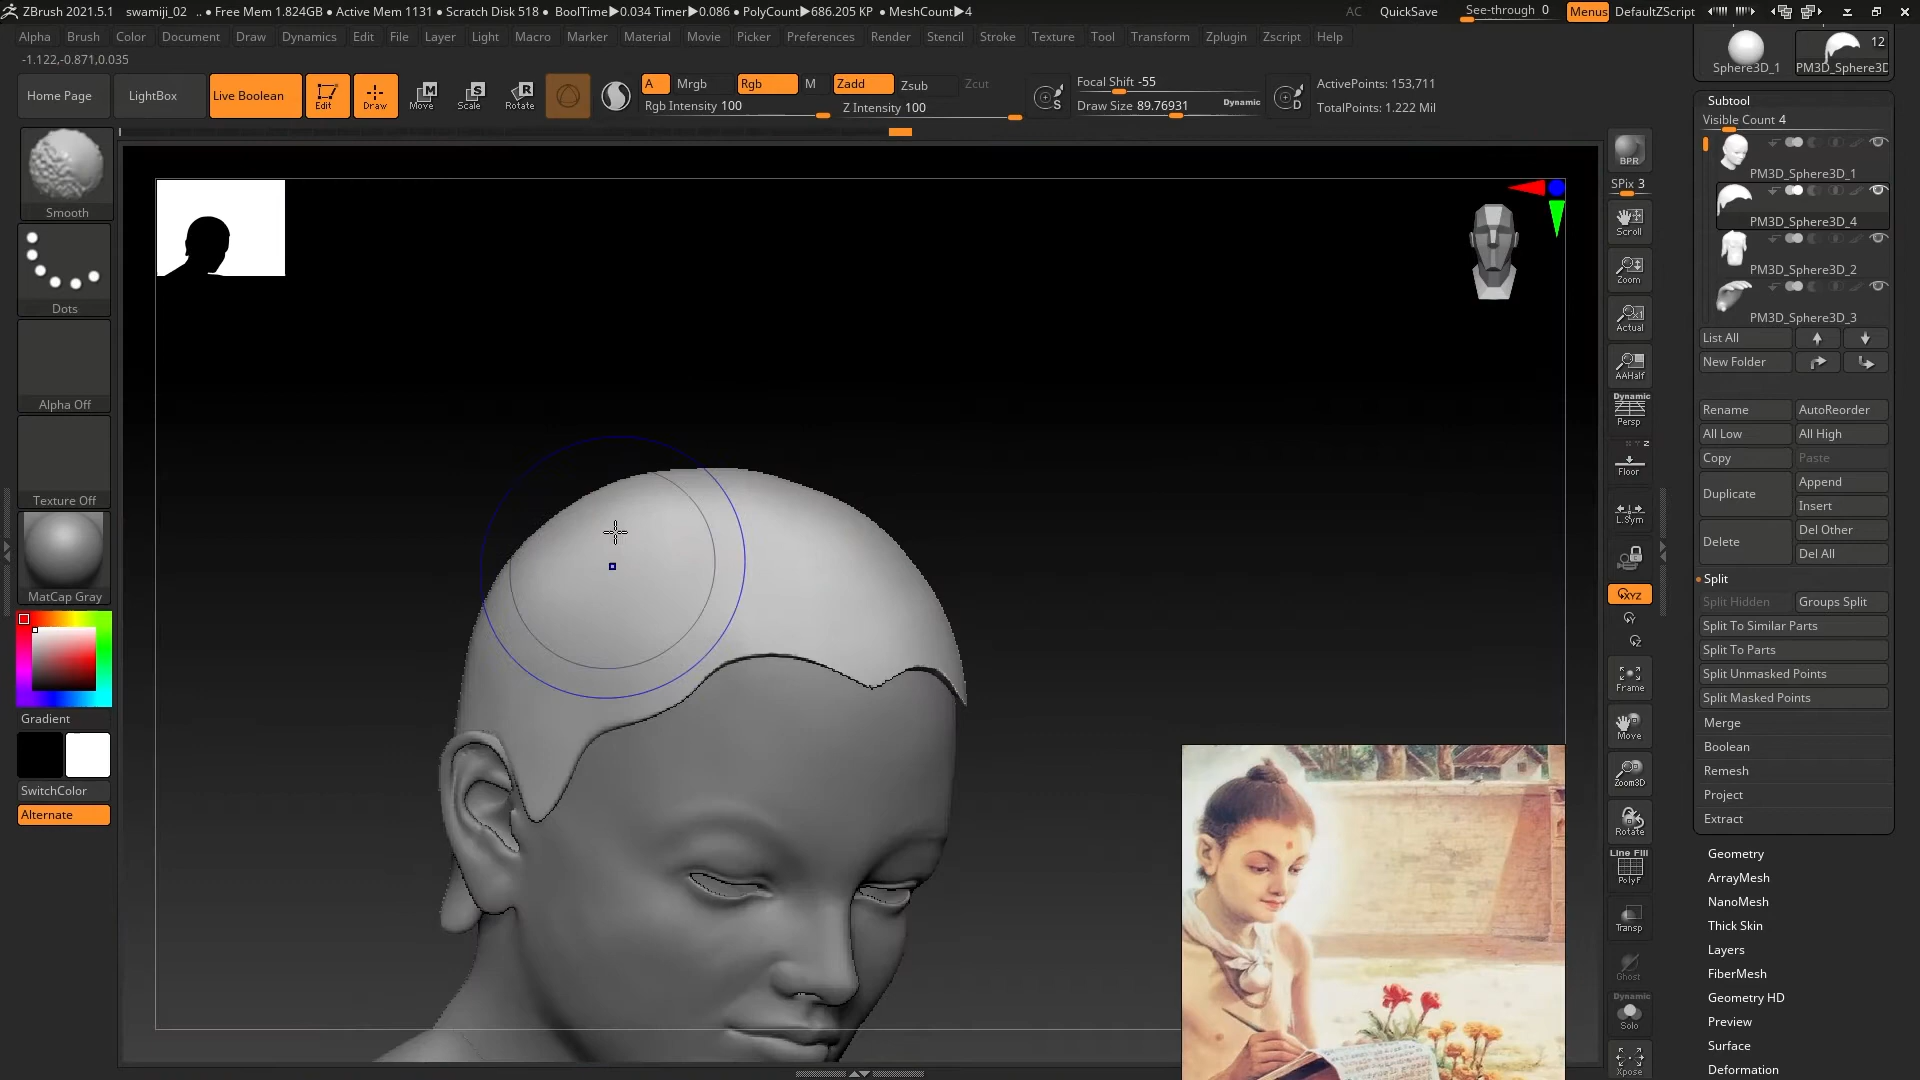 ZBrush 2021.5.1 swamiji_02 .. • Free Mem 1.824GB • Active Mem 1131 • Scratch Disk 518 • BoolTime▶0.034 Timer▶0.086 • PolyCount▶686.205 KP • MeshCount▶4 AC QuickSave See-through 0 Menus DefaultZScript
Alpha Brush Color Document Draw Dynamics Edit File Layer Light Macro Marker Material Movie Picker Preferences Render Stencil Stroke Texture Tool Transform Zplugin Zscript Help
-1.122,-0.871,0.035
Home Page LightBox Live Boolean Edit Draw Move Scale Rotate
A Mrgb Rgb M Zadd Zsub Zcut
Rgb Intensity 100 Z Intensity 100
S Focal Shift -55
Draw Size 89.76931 Dynamic D
ActivePoints: 153,711
TotalPoints: 1.222 Mil
Smooth
Dots
Alpha Off
Texture Off
MatCap Gray
Gradient
SwitchColor
Alternate
BPR
SPix 3
Scroll
Zoom
Actual
AAHalf
Dynamic
Persp
Floor
L.Sym
XYZ
Y
Z
Frame
Move
Zoom3D
Rotate
Line Fill
PolyF
Transp
Ghost
Dynamic
Solo
Xpose
12
Sphere3D_1 PM3D_Sphere3D
Subtool
Visible Count 4
PM3D_Sphere3D_1
PM3D_Sphere3D_4
PM3D_Sphere3D_2
PM3D_Sphere3D_3
List All
New Folder
Rename AutoReorder
All Low All High
Copy Paste
Duplicate Append
Insert
Delete Del Other
Del All
Split
Split Hidden Groups Split
Split To Similar Parts
Split To Parts
Split Unmasked Points
Split Masked Points
Merge
Boolean
Remesh
Project
Extract
Geometry
ArrayMesh
NanoMesh
Thick Skin
Layers
FiberMesh
Geometry HD
Preview
Surface
Deformation